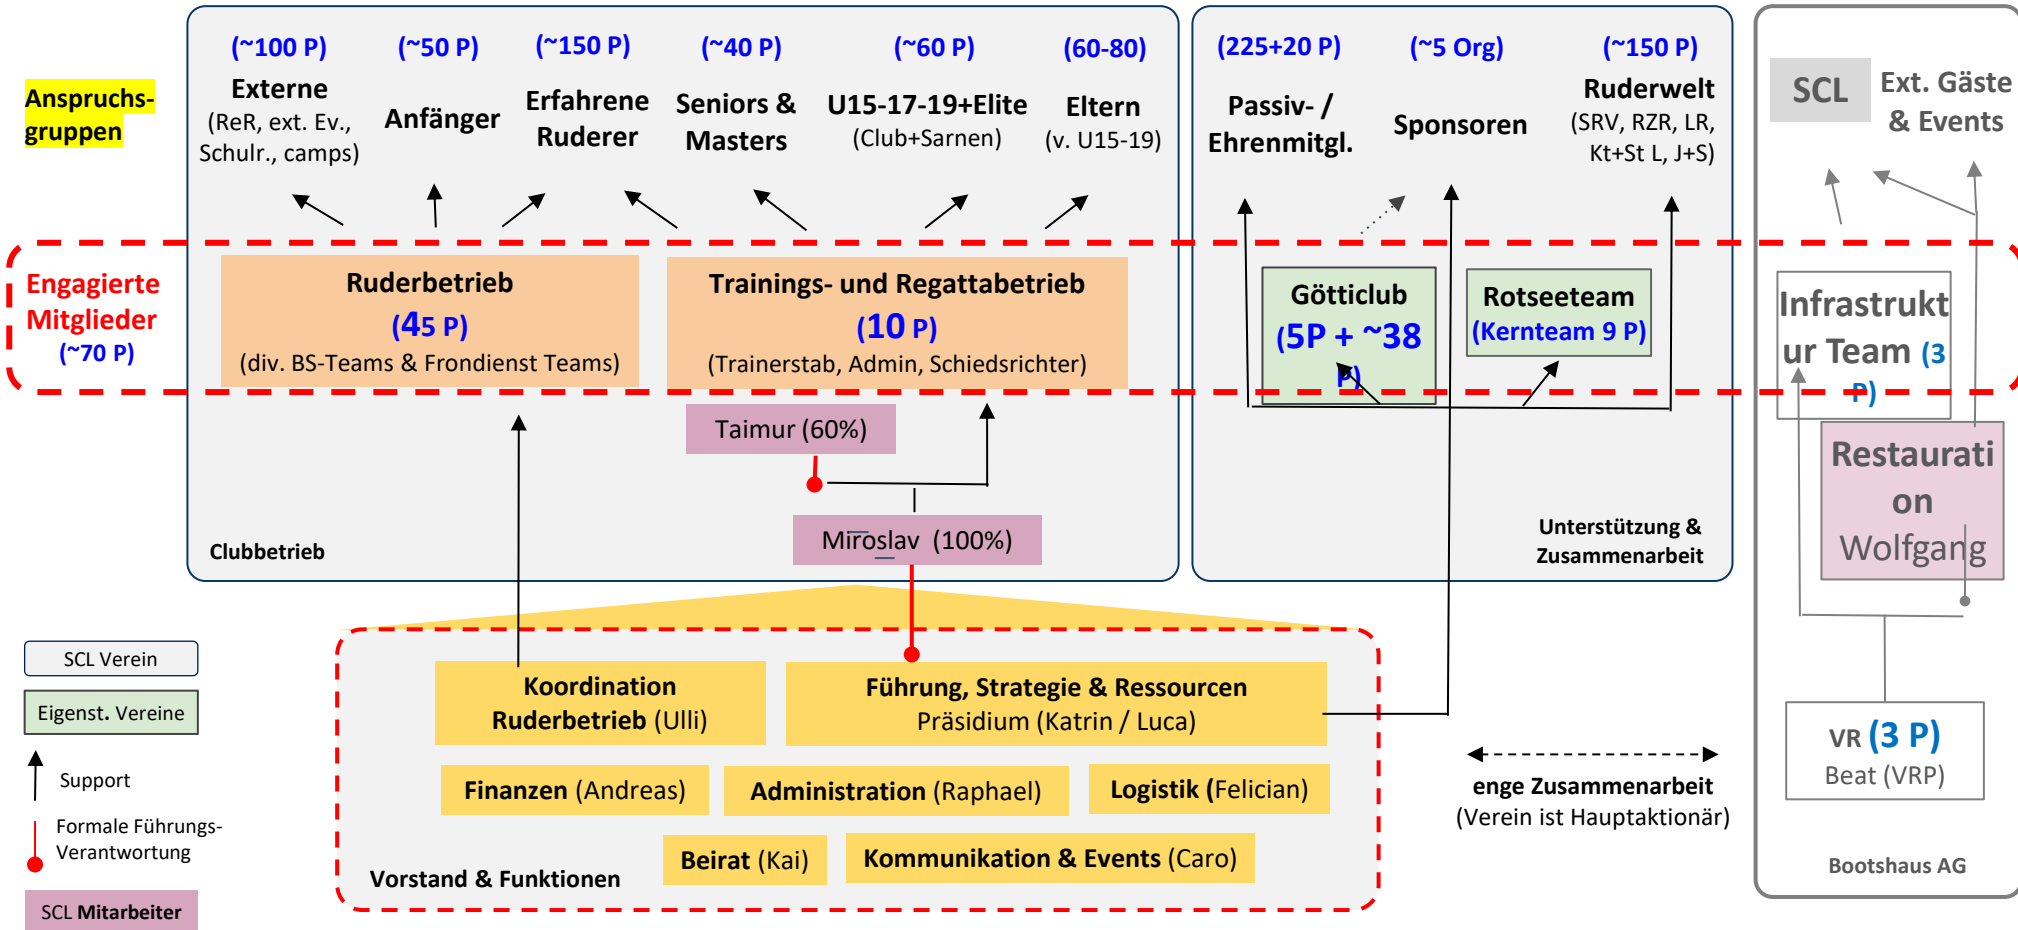 Anspruchs-
gruppen
(~100 P)
Externe
(ReR, ext. Ev.,
Schulr., camps)
(~50 P)
Anfänger
(~150 P)
Erfahrene
Ruderer
(~40 P)
Seniors &
Masters
(~60 P)
U15-17-19+Elite
(Club+Sarnen)
(60-80)
Eltern
(v. U15-19)
(225+20 P)
Passiv- /
Ehrenmitgl.
(~5 Org)
Sponsoren
(~150 P)
Ruderwelt
(SRV, RZR, LR,
Kt+St L, J+S)
SCL
Ext. Gäste
& Events
Engagierte
Mitglieder
(~70 P)
Ruderbetrieb
(45 P)
(div. BS-Teams & Frondienst Teams)
Trainings- und Regattabetrieb
(10 P)
(Trainerstab, Admin, Schiedsrichter)
Götticlub
(5P + ~38
P)
Rotseeteam
(Kernteam 9 P)
Infrastrukt
ur Team (3
P)
Taimur (60%)
Miroslav (100%)
Clubbetrieb
Unterstützung &
Zusammenarbeit
Restaurati
on
Wolfgang
SCL Verein
Eigenst. Vereine
Support
Formale Führungs-
Verantwortung
SCL Mitarbeiter
Koordination
Ruderbetrieb (Ulli)
Führung, Strategie & Ressourcen
Präsidium (Katrin / Luca)
Finanzen (Andreas)
Administration (Raphael)
Logistik (Felician)
Beirat (Kai)
Kommunikation & Events (Caro)
Vorstand & Funktionen
enge Zusammenarbeit
(Verein ist Hauptaktionär)
VR (3 P)
Beat (VRP)
Bootshaus AG